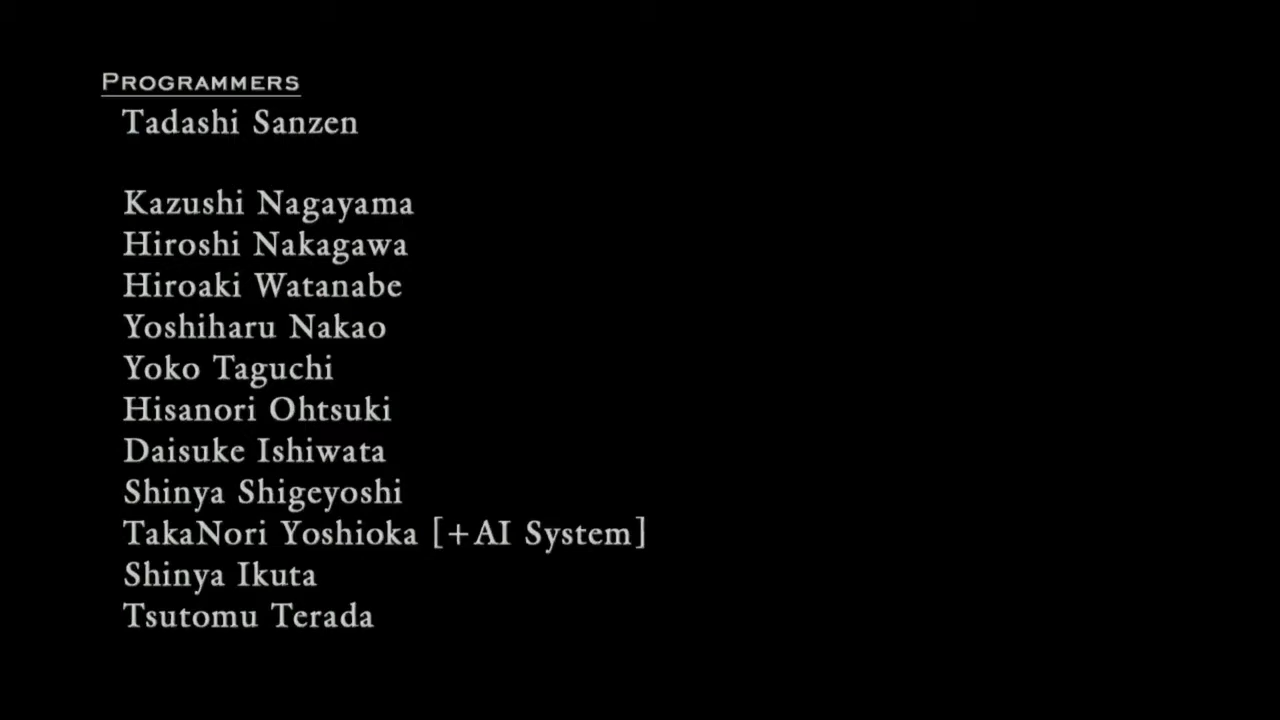 PROGRAMMERS
Tadashi Sanzen
Kazushi Nagayama
Hiroshi Nakagawa
Hiroaki Watanabe
Yoshiharu Nakao
Yoko Taguchi
Hisanori Ohtsuki
Daisuke Ishiwata
Shinya Shigeyoshi
TakaNori Yoshioka [+AI System]
Shinya Ikuta
Tsutomu Terada